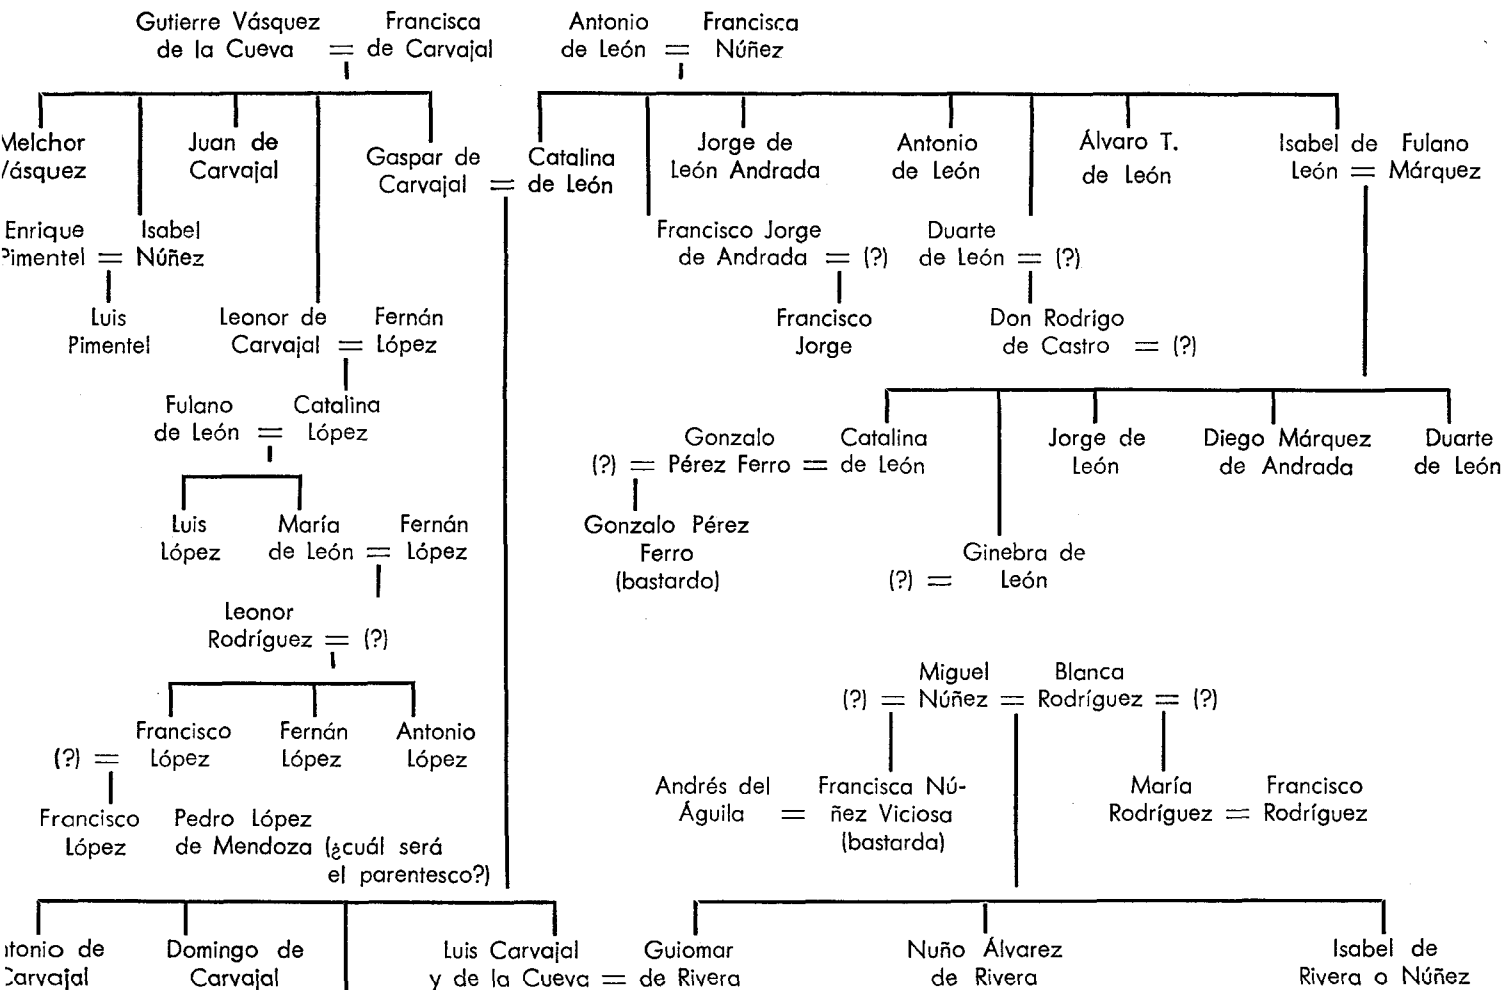 Gutierre Vásquez Francisca Antonio Francisca
de la Cueva = de Carvajal de León = Núñez
Melchor Juan de Gaspar de Catalina Jorge de Antonio Álvaro T. Isabel de Fulano
Vásquez Carvajal Carvajal = de León León Andrada de León de León León = Márquez
Enrique Isabel Francisco Jorge Duarte
Pimentel = Núñez de Andrada = (?) de León = (?)
Luis Leonor de Fernán Francisco Don Rodrigo
Pimentel Carvajal = López Jorge de Castro = (?)
Fulano Catalina
de León = López
Gonzalo Catalina Jorge de Diego Márquez Duarte
(?) = Pérez Ferro = de León León de Andrada de León
Luis María Fernán Gonzalo Pérez
López de León = López Ferro
(bastardo)
Ginebra de
(?) = León
Leonor
Rodríguez = (?)
Miguel Blanca
(?) = Núñez = Rodríguez = (?)
Francisco Fernán Antonio
(?) = López López López
Andrés del Francisca Nú- María Francisco
Águila = ñez Viciosa Rodríguez = Rodríguez
(bastarda)
Francisco Pedro López
López de Mendoza (¿cuál será
el parentesco?)
ntonio de Domingo de Luis Carvajal Guiomar Nuño Álvarez Isabel de
Carvajal Carvajal y de la Cueva = de Rivera de Rivera Rivera o Núñez